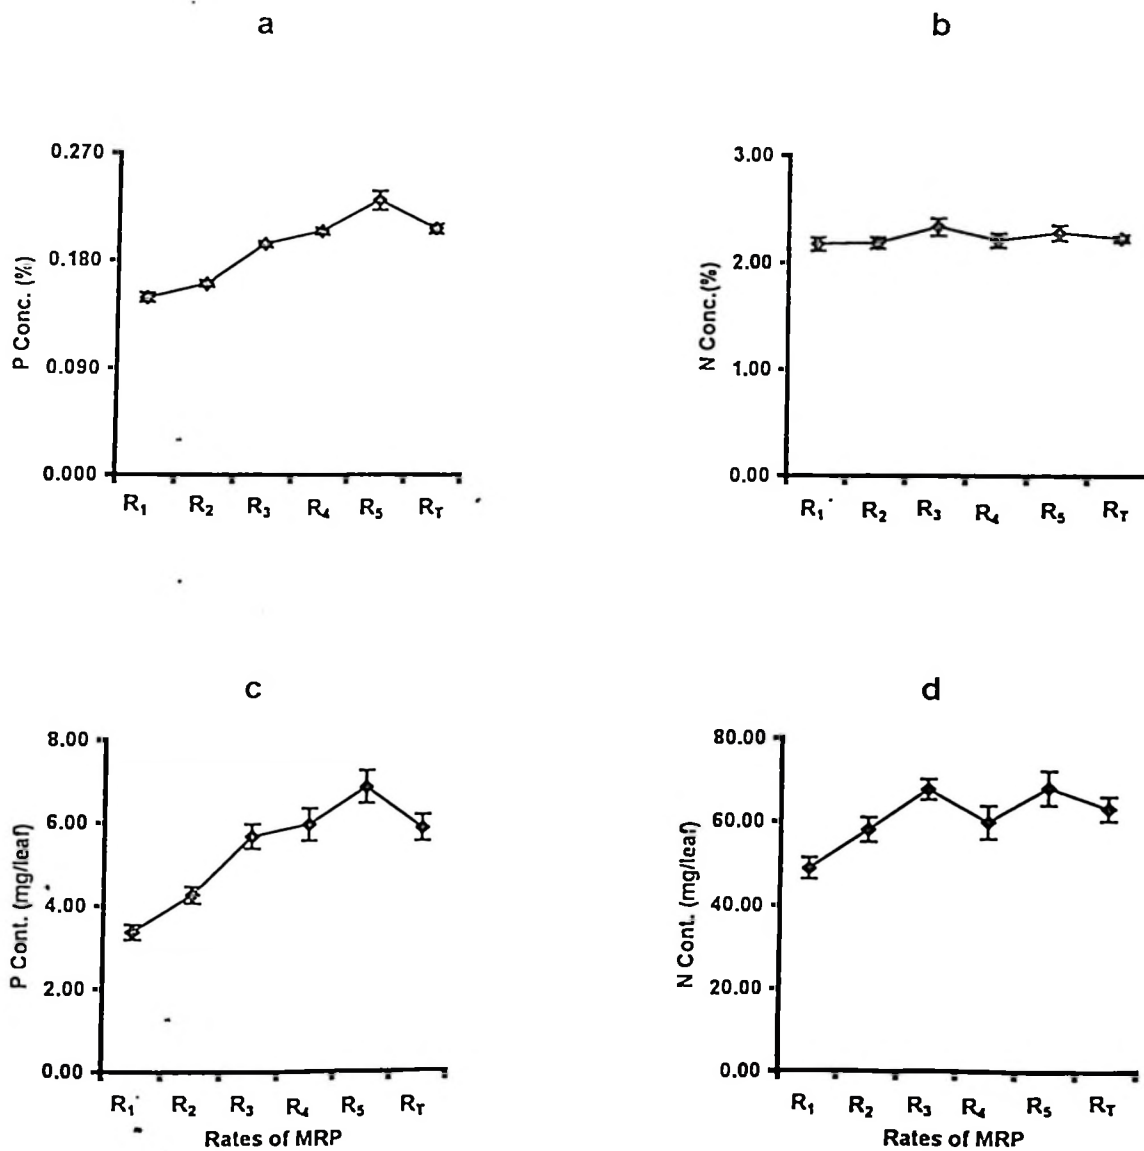 a
P Conc. (%)
0.270
0.180
0.090
0.000
R1 R2 R3 R4 R5 RT
b
N Conc.(%)
3.00
2.00
1.00
0.00
R1 R2 R3 R4 R5 RT
c
P Cont. (mg/leaf)
8.00
6.00
4.00
2.00
0.00
R1 R2 R3 R4 R5 RT
Rates of MRP
d
N Cont. (mg/leaf)
80.00
60.00
40.00
20.00
0.00
R1 R2 R3 R4 R5 RT
Rates of MRP